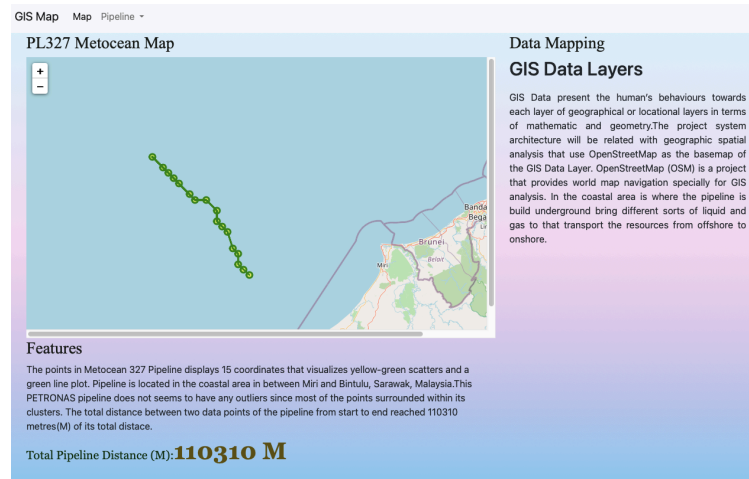 GIS Map Map Pipeline
PL327 Metocean Map
+
−
Miri
Brunei
Belait
Banda
Bega
Features
The points in Metocean 327 Pipeline displays 15 coordinates that visualizes yellow-green scatters and a
green line plot. Pipeline is located in the coastal area in between Miri and Bintulu, Sarawak, Malaysia.This
PETRONAS pipeline does not seems to have any outliers since most of the points surrounded within its
clusters. The total distance between two data points of the pipeline from start to end reached 110310
metres(M) of its total distace.
Total Pipeline Distance (M):110310 M
Data Mapping
GIS Data Layers
GIS Data present the human's behaviours towards
each layer of geographical or locational layers in terms
of mathematic and geometry.The project system
architecture will be related with geographic spatial
analysis that use OpenStreetMap as the basemap of
the GIS Data Layer. OpenStreetMap (OSM) is a project
that provides world map navigation specially for GIS
analysis. In the coastal area is where the pipeline is
build underground bring different sorts of liquid and
gas to that transport the resources from offshore to
onshore.